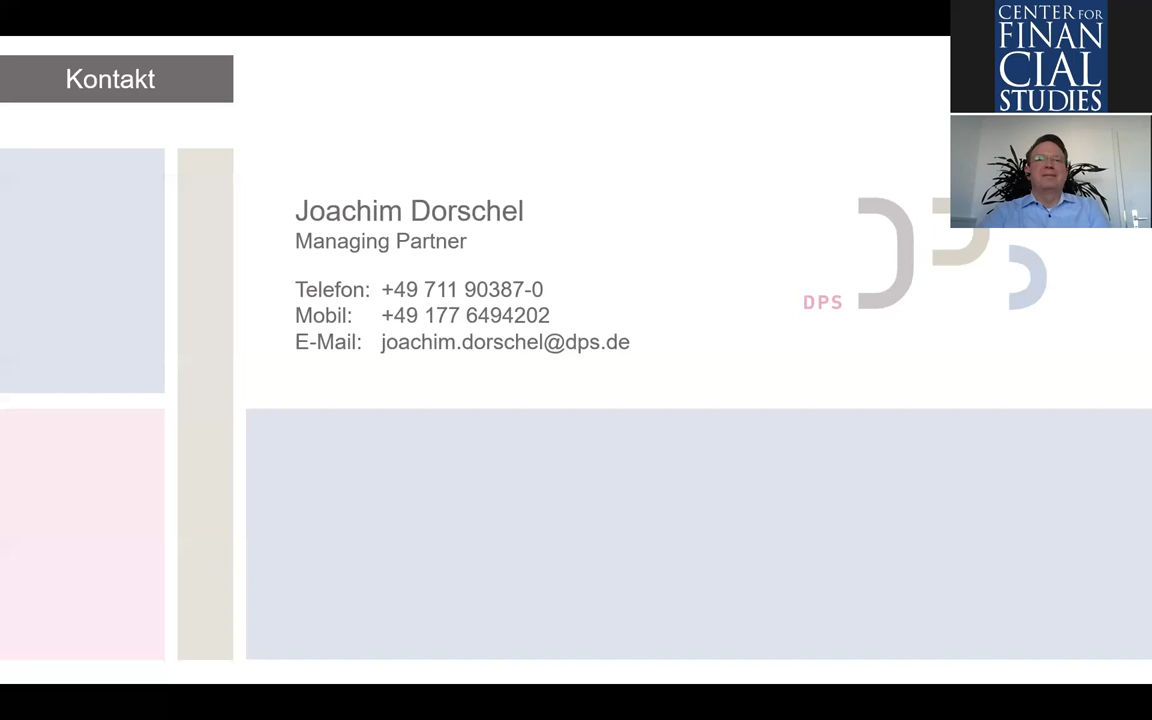 CENTER FOR
FINAN
CIAL
STUDIES
Kontakt
Joachim Dorschel
Managing Partner
Telefon: +49 711 90387-0
Mobil: +49 177 6494202
E-Mail: joachim.dorschel@dps.de
DPS
DPS